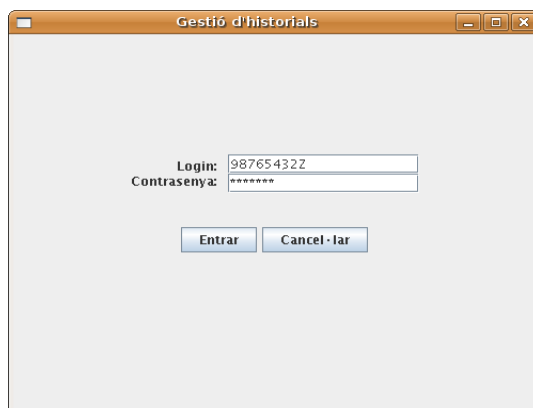 Gestió d'historials
Login: 98765432Z
Contrasenya: *******
Entrar Cancel·lar